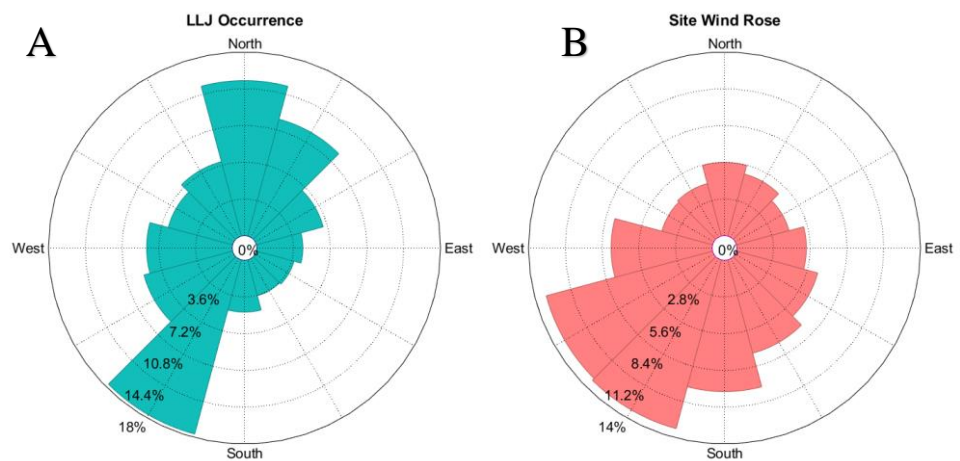 A
LLJ Occurrence
North
West
East
South
0%
3.6%
7.2%
10.8%
14.4%
18%
B
Site Wind Rose
North
West
East
South
0%
2.8%
5.6%
8.4%
11.2%
14%